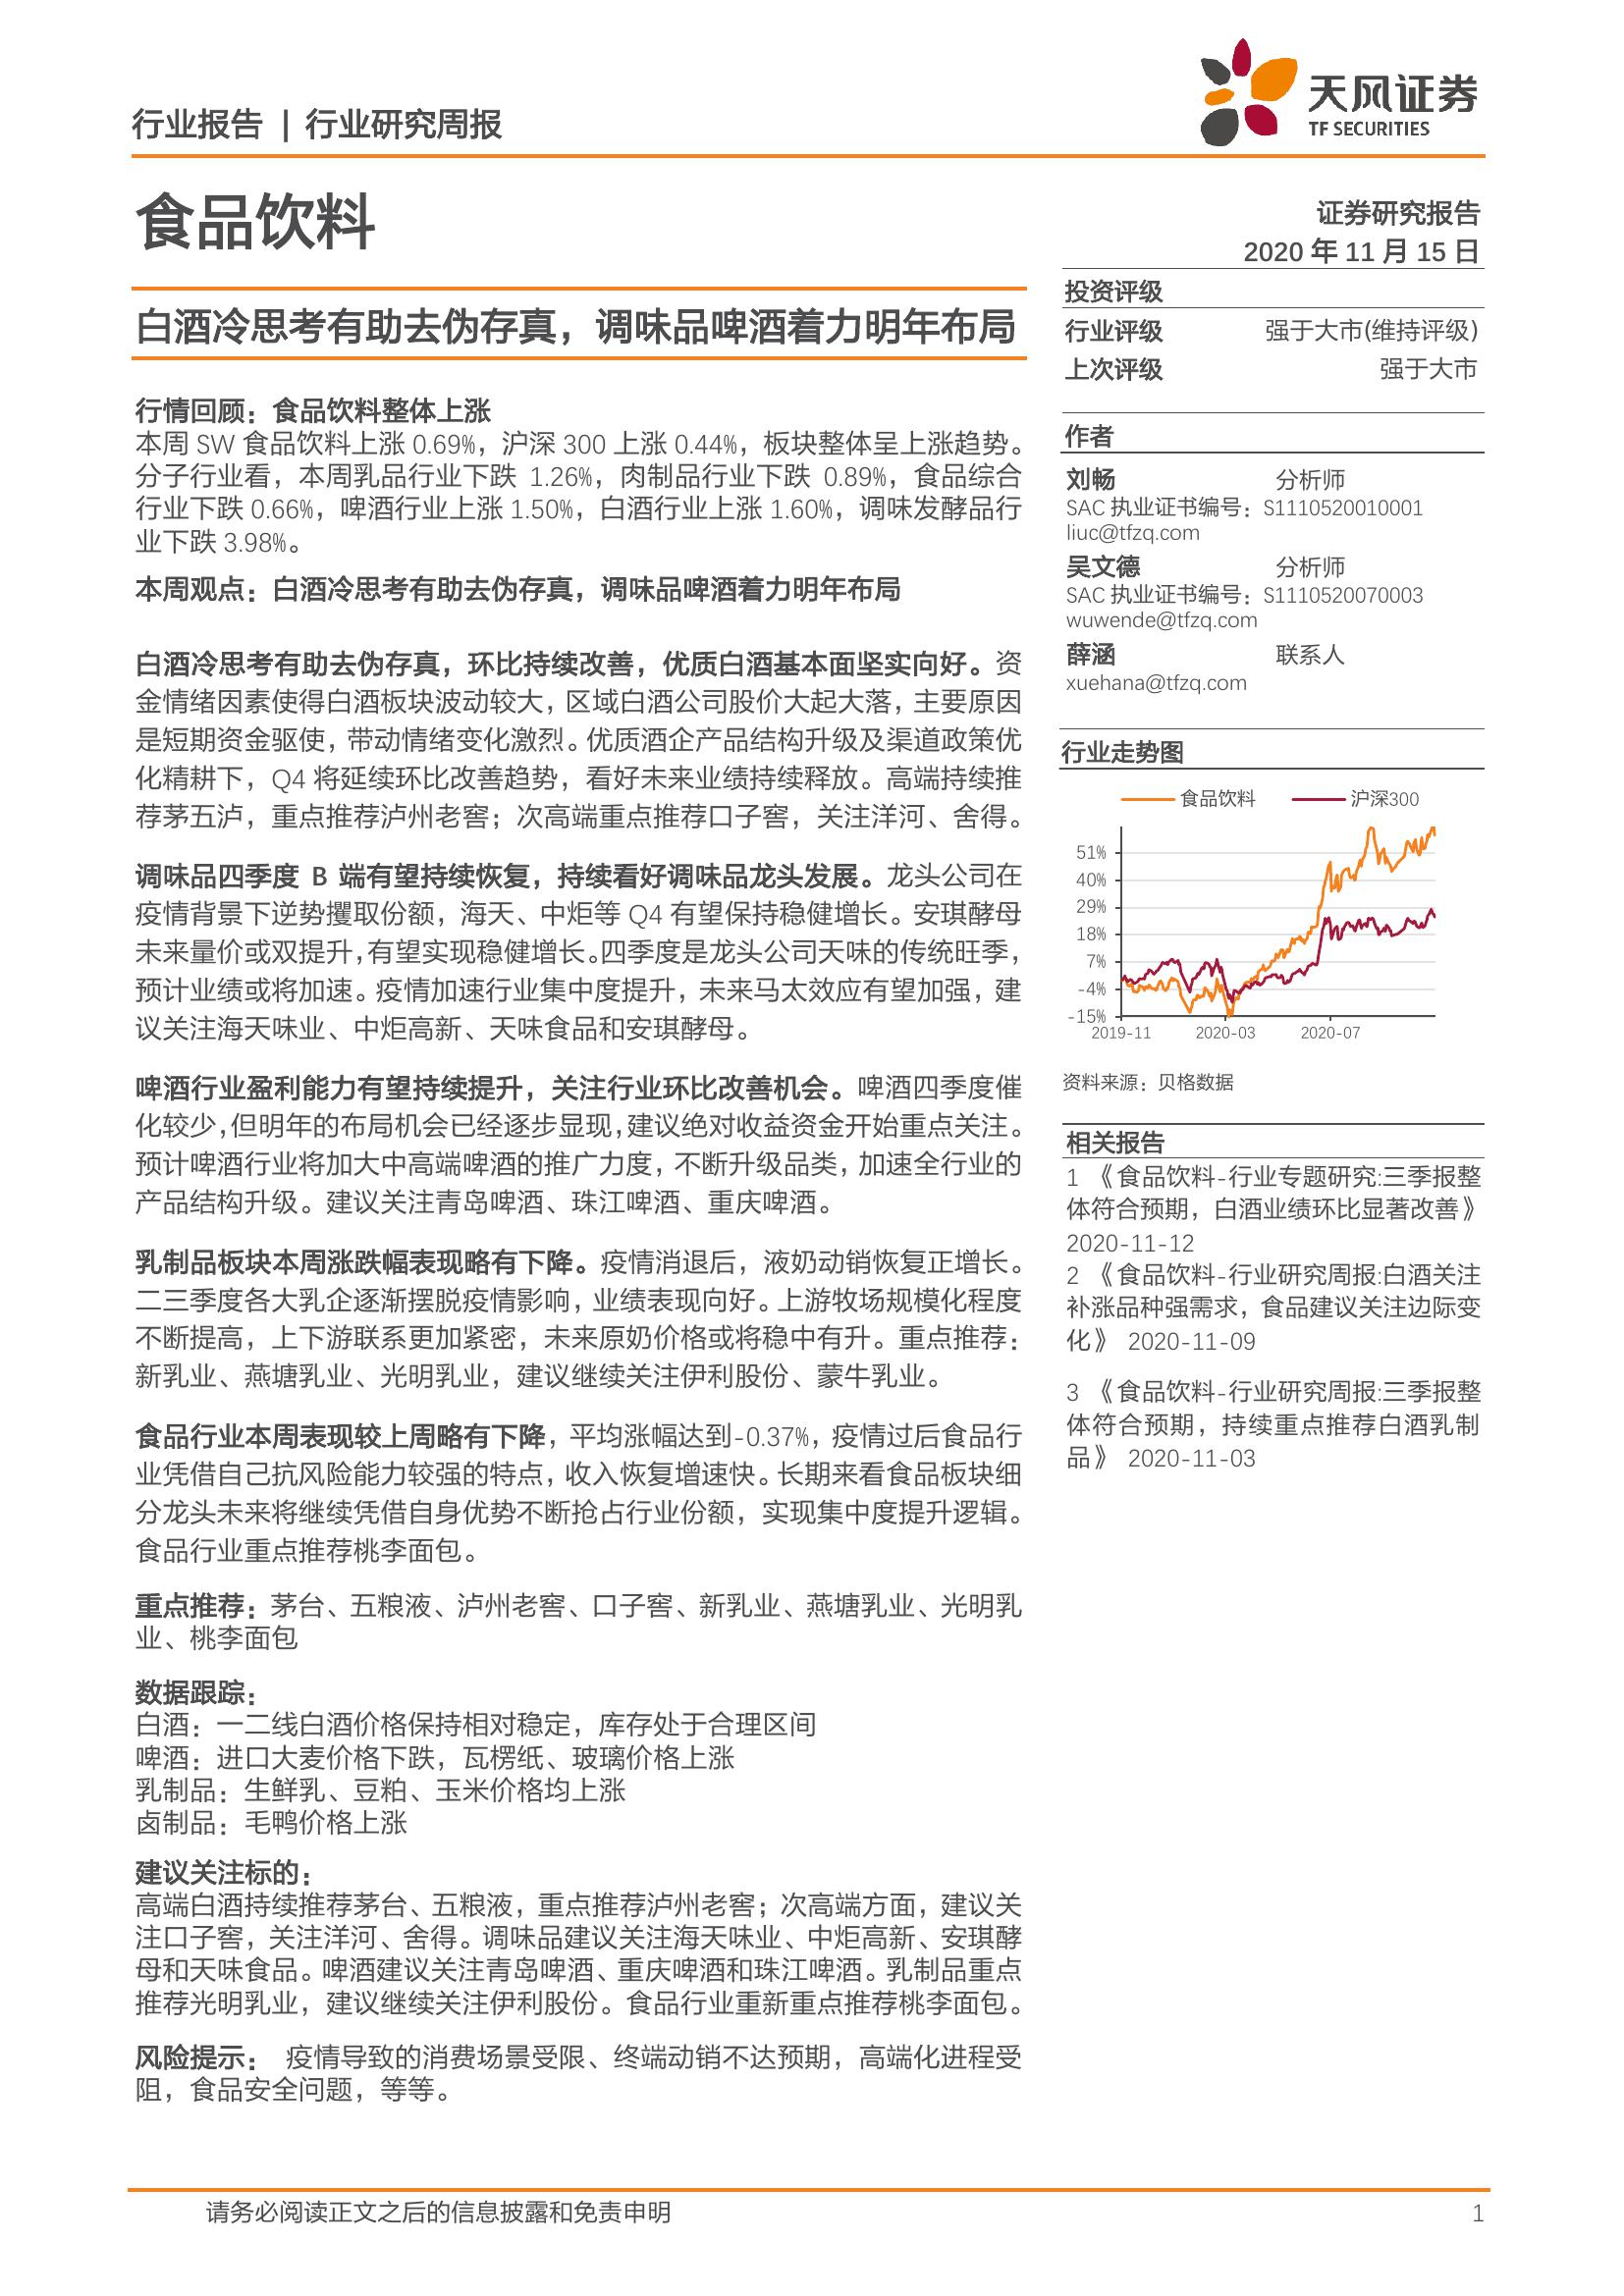 行业报告 | 行业研究周报
天风证券
TF SECURITIES
食品饮料
证券研究报告
2020 年 11 月 15 日
白酒冷思考有助去伪存真，调味品啤酒着力明年布局
行情回顾：食品饮料整体上涨
本周 SW 食品饮料上涨 0.69%，沪深 300 上涨 0.44%，板块整体呈上涨趋势。
分子行业看，本周乳品行业下跌 1.26%，肉制品行业下跌 0.89%，食品综合
行业下跌 0.66%，啤酒行业上涨 1.50%，白酒行业上涨 1.60%，调味发酵品行
业下跌 3.98%。
本周观点：白酒冷思考有助去伪存真，调味品啤酒着力明年布局
白酒冷思考有助去伪存真，环比持续改善，优质白酒基本面坚实向好。资
金情绪因素使得白酒板块波动较大，区域白酒公司股价大起大落，主要原因
是短期资金驱使，带动情绪变化激烈。优质酒企产品结构升级及渠道政策优
化精耕下，Q4 将延续环比改善趋势，看好未来业绩持续释放。高端持续推
荐茅五泸，重点推荐泸州老窖；次高端重点推荐口子窖，关注洋河、舍得。
调味品四季度 B 端有望持续恢复，持续看好调味品龙头发展。龙头公司在
疫情背景下逆势攫取份额，海天、中炬等 Q4 有望保持稳健增长。安琪酵母
未来量价或双提升，有望实现稳健增长。四季度是龙头公司天味的传统旺季，
预计业绩或将加速。疫情加速行业集中度提升，未来马太效应有望加强，建
议关注海天味业、中炬高新、天味食品和安琪酵母。
啤酒行业盈利能力有望持续提升，关注行业环比改善机会。啤酒四季度催
化较少，但明年的布局机会已经逐步显现，建议绝对收益资金开始重点关注。
预计啤酒行业将加大中高端啤酒的推广力度，不断升级品类，加速全行业的
产品结构升级。建议关注青岛啤酒、珠江啤酒、重庆啤酒。
乳制品板块本周涨跌幅表现略有下降。疫情消退后，液奶动销恢复正增长。
二三季度各大乳企逐渐摆脱疫情影响，业绩表现向好。上游牧场规模化程度
不断提高，上下游联系更加紧密，未来原奶价格或将稳中有升。重点推荐：
新乳业、燕塘乳业、光明乳业，建议继续关注伊利股份、蒙牛乳业。
食品行业本周表现较上周略有下降，平均涨幅达到-0.37%，疫情过后食品行
业凭借自己抗风险能力较强的特点，收入恢复增速快。长期来看食品板块细
分龙头未来将继续凭借自身优势不断抢占行业份额，实现集中度提升逻辑。
食品行业重点推荐桃李面包。
重点推荐：茅台、五粮液、泸州老窖、口子窖、新乳业、燕塘乳业、光明乳
业、桃李面包
数据跟踪：
白酒：一二线白酒价格保持相对稳定，库存处于合理区间
啤酒：进口大麦价格下跌，瓦楞纸、玻璃价格上涨
乳制品：生鲜乳、豆粕、玉米价格均上涨
卤制品：毛鸭价格上涨
建议关注标的：
高端白酒持续推荐茅台、五粮液，重点推荐泸州老窖；次高端方面，建议关
注口子窖，关注洋河、舍得。调味品建议关注海天味业、中炬高新、安琪酵
母和天味食品。啤酒建议关注青岛啤酒、重庆啤酒和珠江啤酒。乳制品重点
推荐光明乳业，建议继续关注伊利股份。食品行业重新重点推荐桃李面包。
风险提示： 疫情导致的消费场景受限、终端动销不达预期，高端化进程受
阻，食品安全问题，等等。
投资评级
行业评级 强于大市(维持评级)
上次评级 强于大市
作者
刘畅 分析师
SAC 执业证书编号：S1110520010001
liuc@tfzq.com
吴文德 分析师
SAC 执业证书编号：S1110520070003
wuwende@tfzq.com
薛涵 联系人
xuehana@tfzq.com
行业走势图
食品饮料 沪深300
51%
40%
29%
18%
7%
-4%
-15%
2019-11 2020-03 2020-07
资料来源：贝格数据
相关报告
1 《食品饮料-行业专题研究:三季报整
体符合预期，白酒业绩环比显著改善》
2020-11-12
2 《食品饮料-行业研究周报:白酒关注
补涨品种强需求，食品建议关注边际变
化》 2020-11-09
3 《食品饮料-行业研究周报:三季报整
体符合预期，持续重点推荐白酒乳制
品》 2020-11-03
请务必阅读正文之后的信息披露和免责申明 1